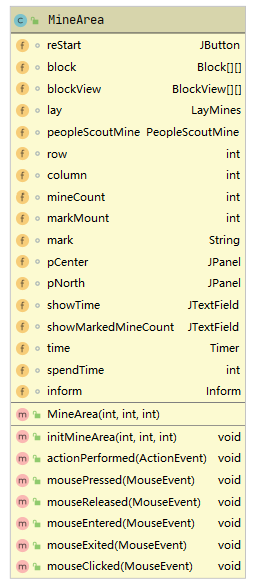 MineArea
reStart JButton
block Block[][]
blockView BlockView[][]
lay LayMines
peopleScoutMine PeopleScoutMine
row int
column int
mineCount int
markMount int
mark String
pCenter JPanel
pNorth JPanel
showTime JTextField
showMarkedMineCount JTextField
time Timer
spendTime int
inform Inform
MineArea(int, int, int)
initMineArea(int, int, int) void
actionPerformed(ActionEvent) void
mousePressed(MouseEvent) void
mouseReleased(MouseEvent) void
mouseEntered(MouseEvent) void
mouseExited(MouseEvent) void
mouseClicked(MouseEvent) void